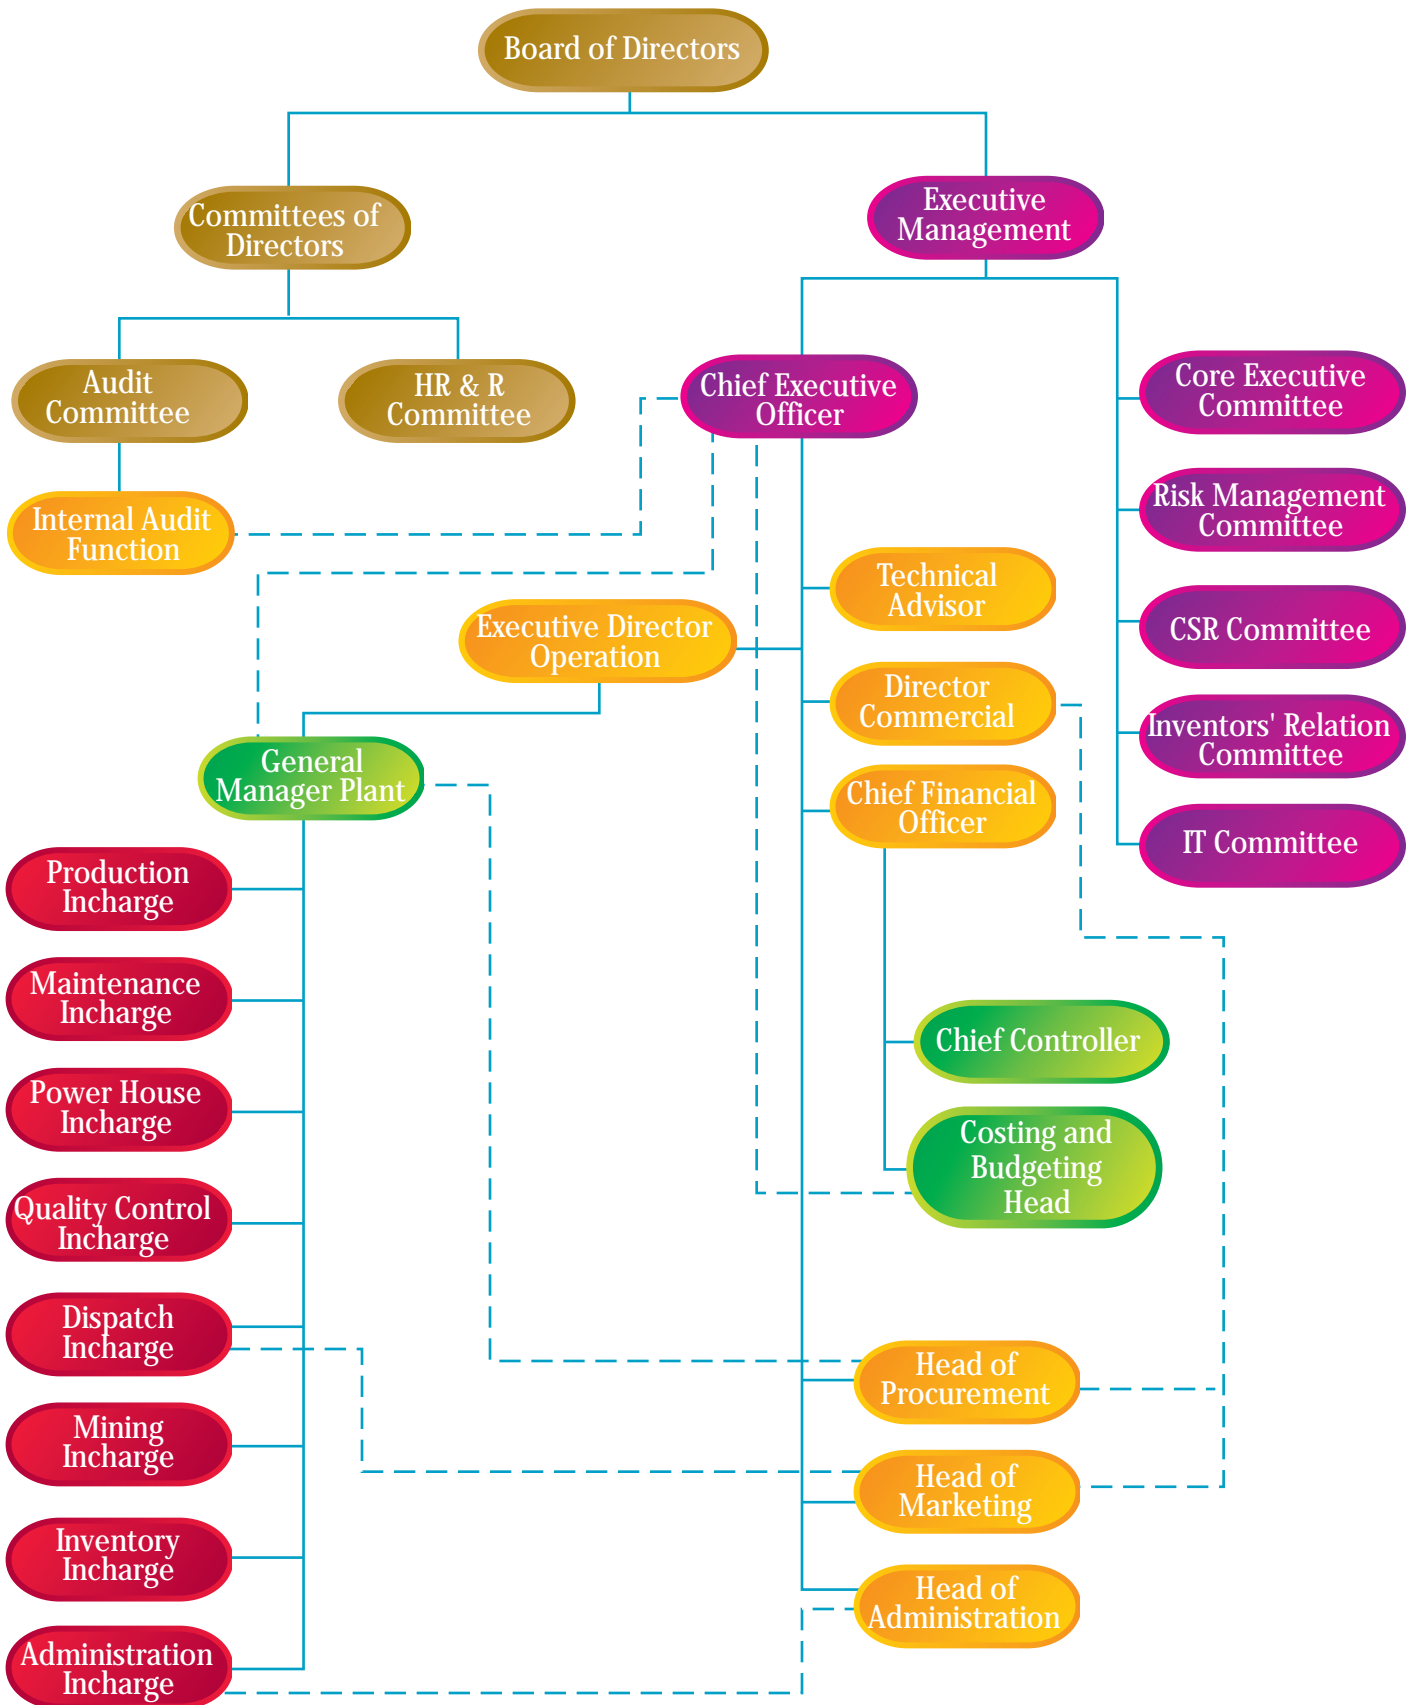 Board of Directors
Committees of
Directors
Executive
Management
Audit
Committee
HR & R
Committee
Chief Executive
Officer
Core Executive
Committee
Internal Audit
Function
Risk Management
Committee
Technical
Advisor
Executive Director
Operation
CSR Committee
Director
Commercial
Inventors' Relation
Committee
General
Manager Plant
Chief Financial
Officer
IT Committee
Production
Incharge
Maintenance
Incharge
Chief Controller
Power House
Incharge
Costing and
Budgeting
Head
Quality Control
Incharge
Dispatch
Incharge
Head of
Procurement
Mining
Incharge
Head of
Marketing
Inventory
Incharge
Head of
Administration
Administration
Incharge